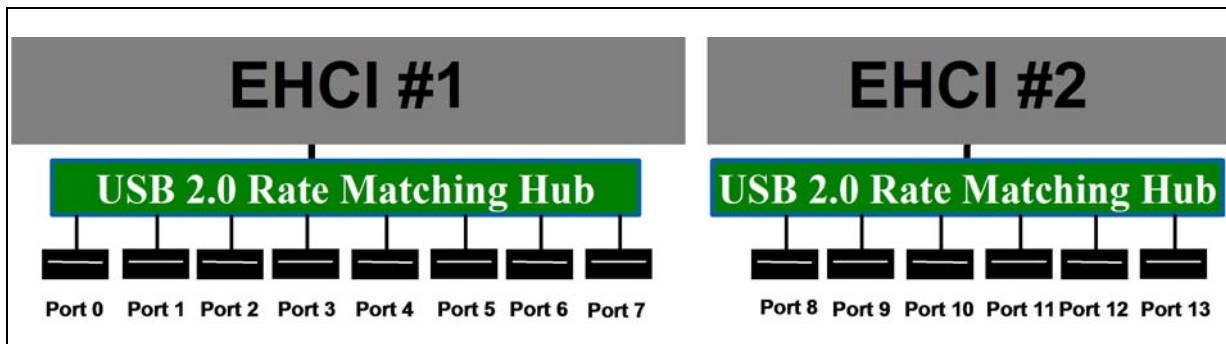 EHCI #1 EHCI #2
USB 2.0 Rate Matching Hub USB 2.0 Rate Matching Hub
Port 0 Port 1 Port 2 Port 3 Port 4 Port 5 Port 6 Port 7 Port 8 Port 9 Port 10 Port 11 Port 12 Port 13